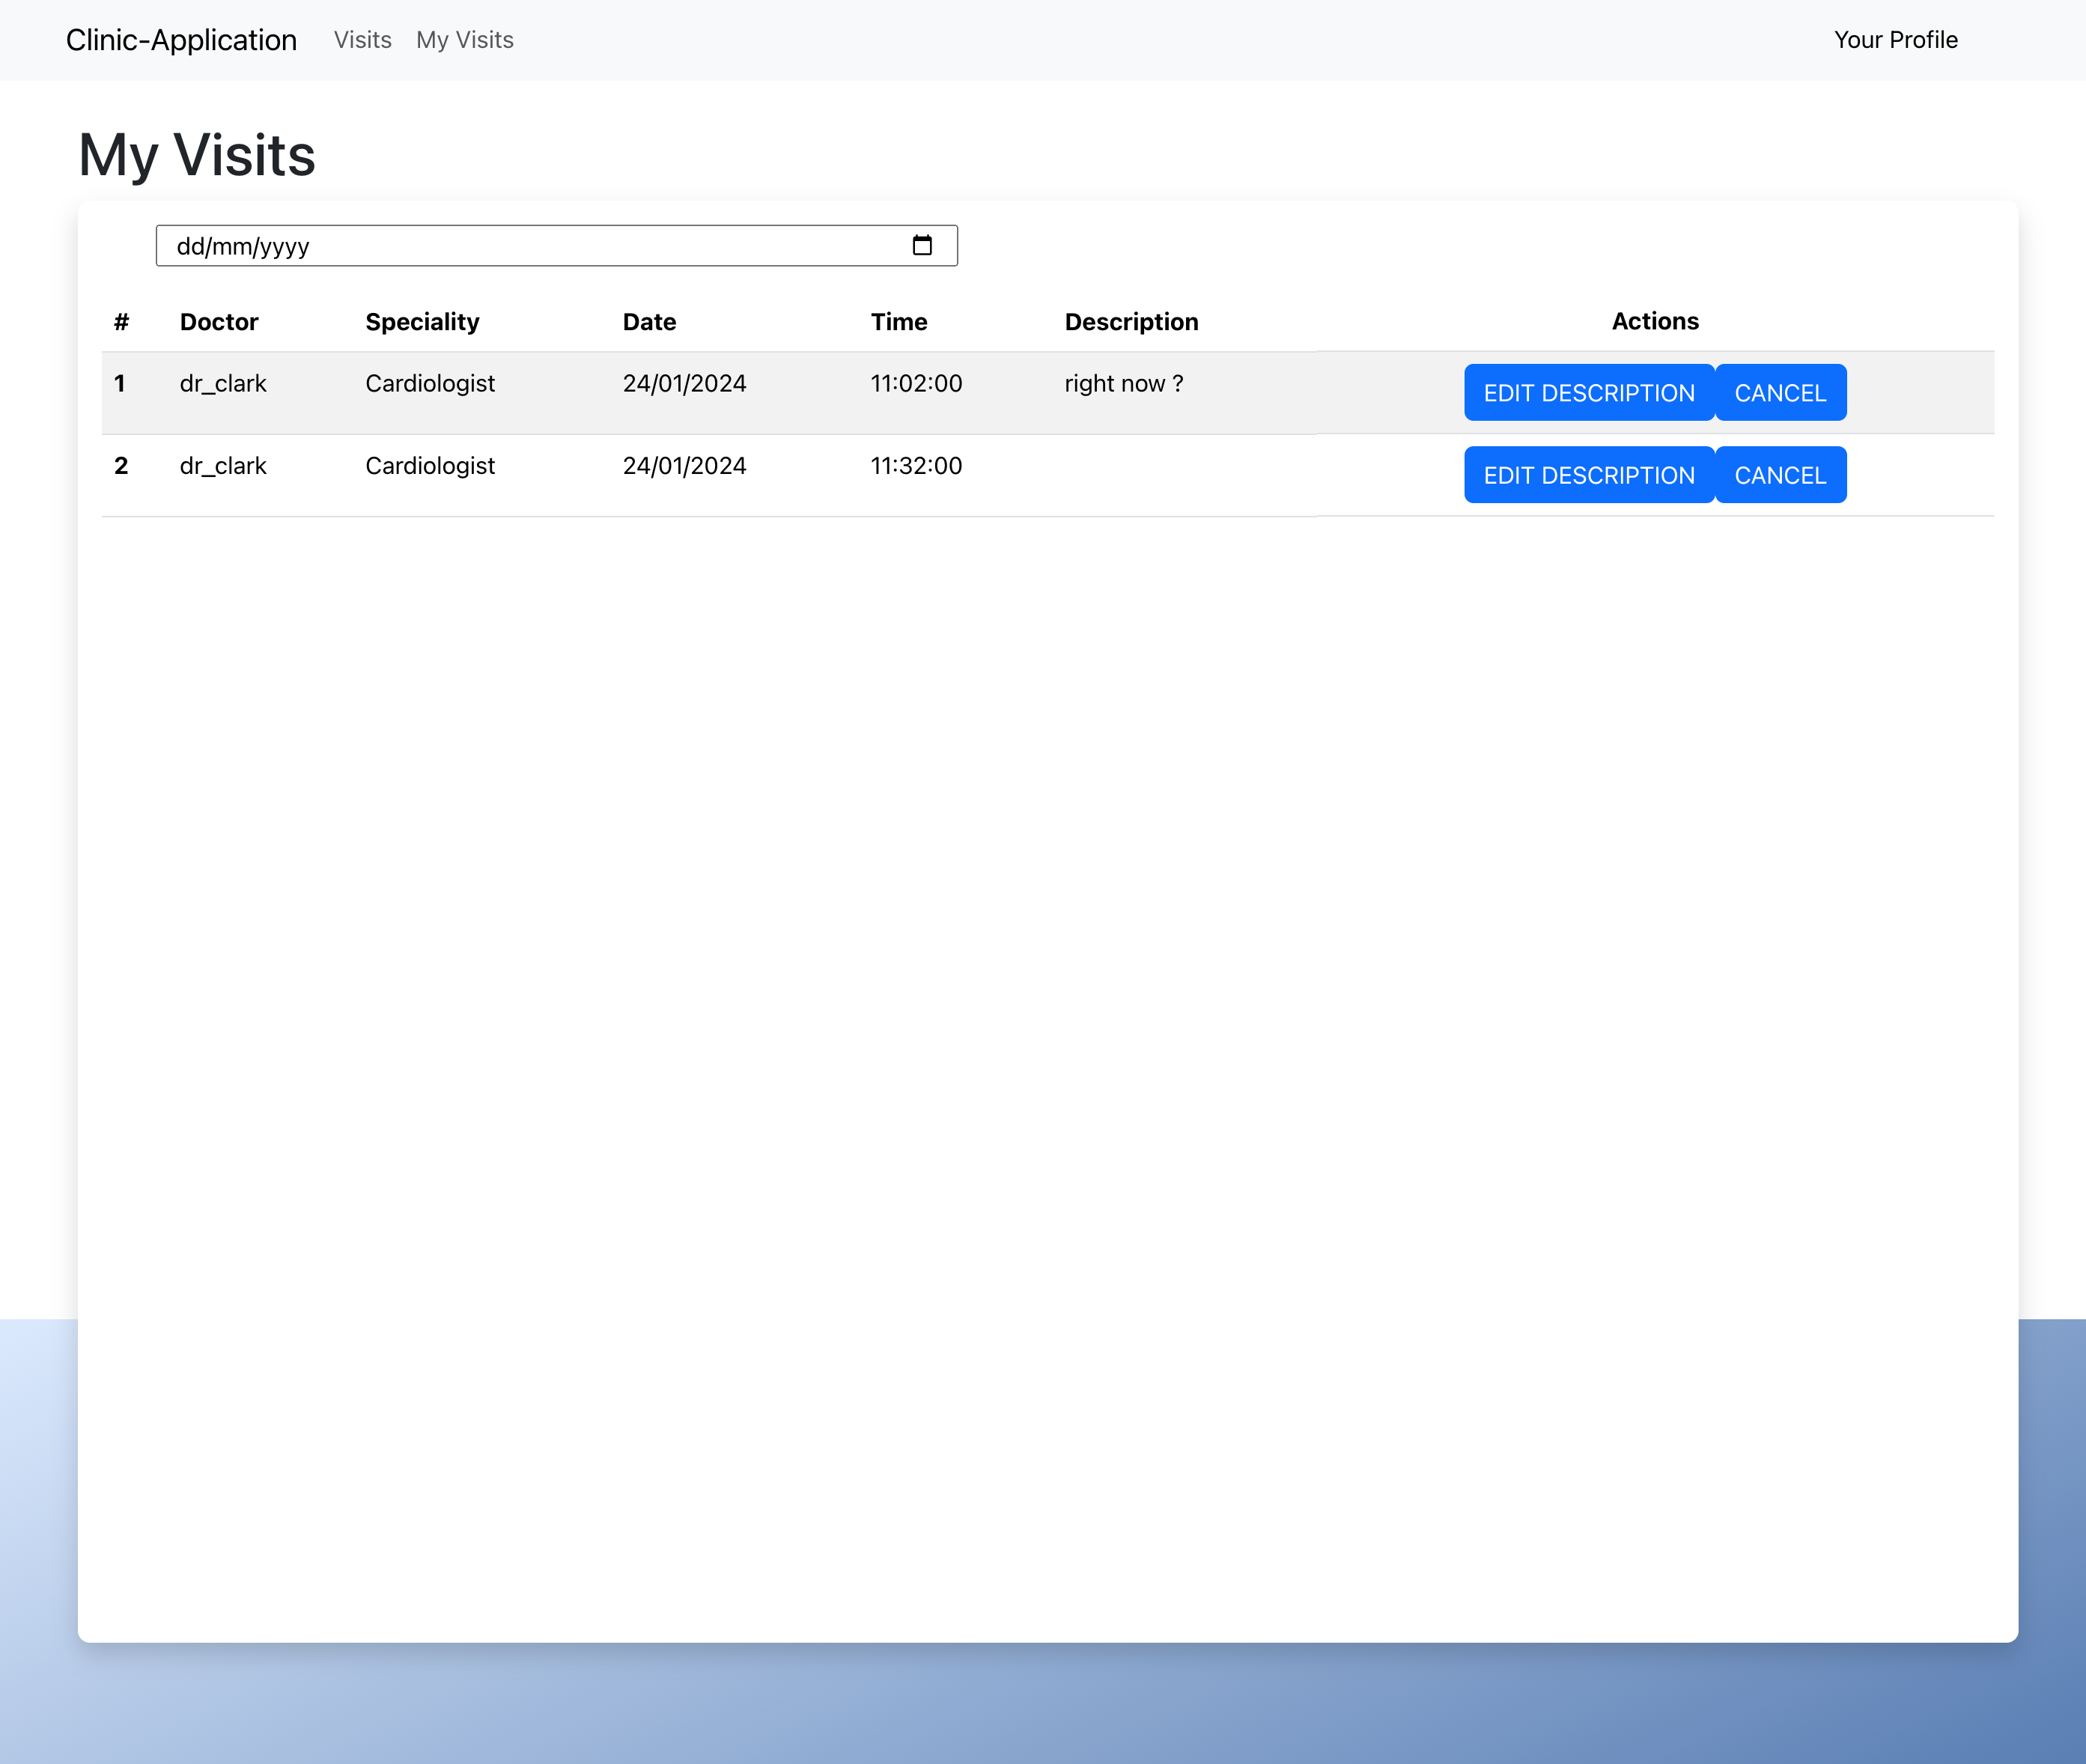 Clinic-Application Visits My Visits Your Profile
My Visits
dd/mm/yyyy
# Doctor Speciality Date Time Description Actions
1 dr_clark Cardiologist 24/01/2024 11:02:00 right now ? EDIT DESCRIPTION CANCEL
2 dr_clark Cardiologist 24/01/2024 11:32:00 EDIT DESCRIPTION CANCEL